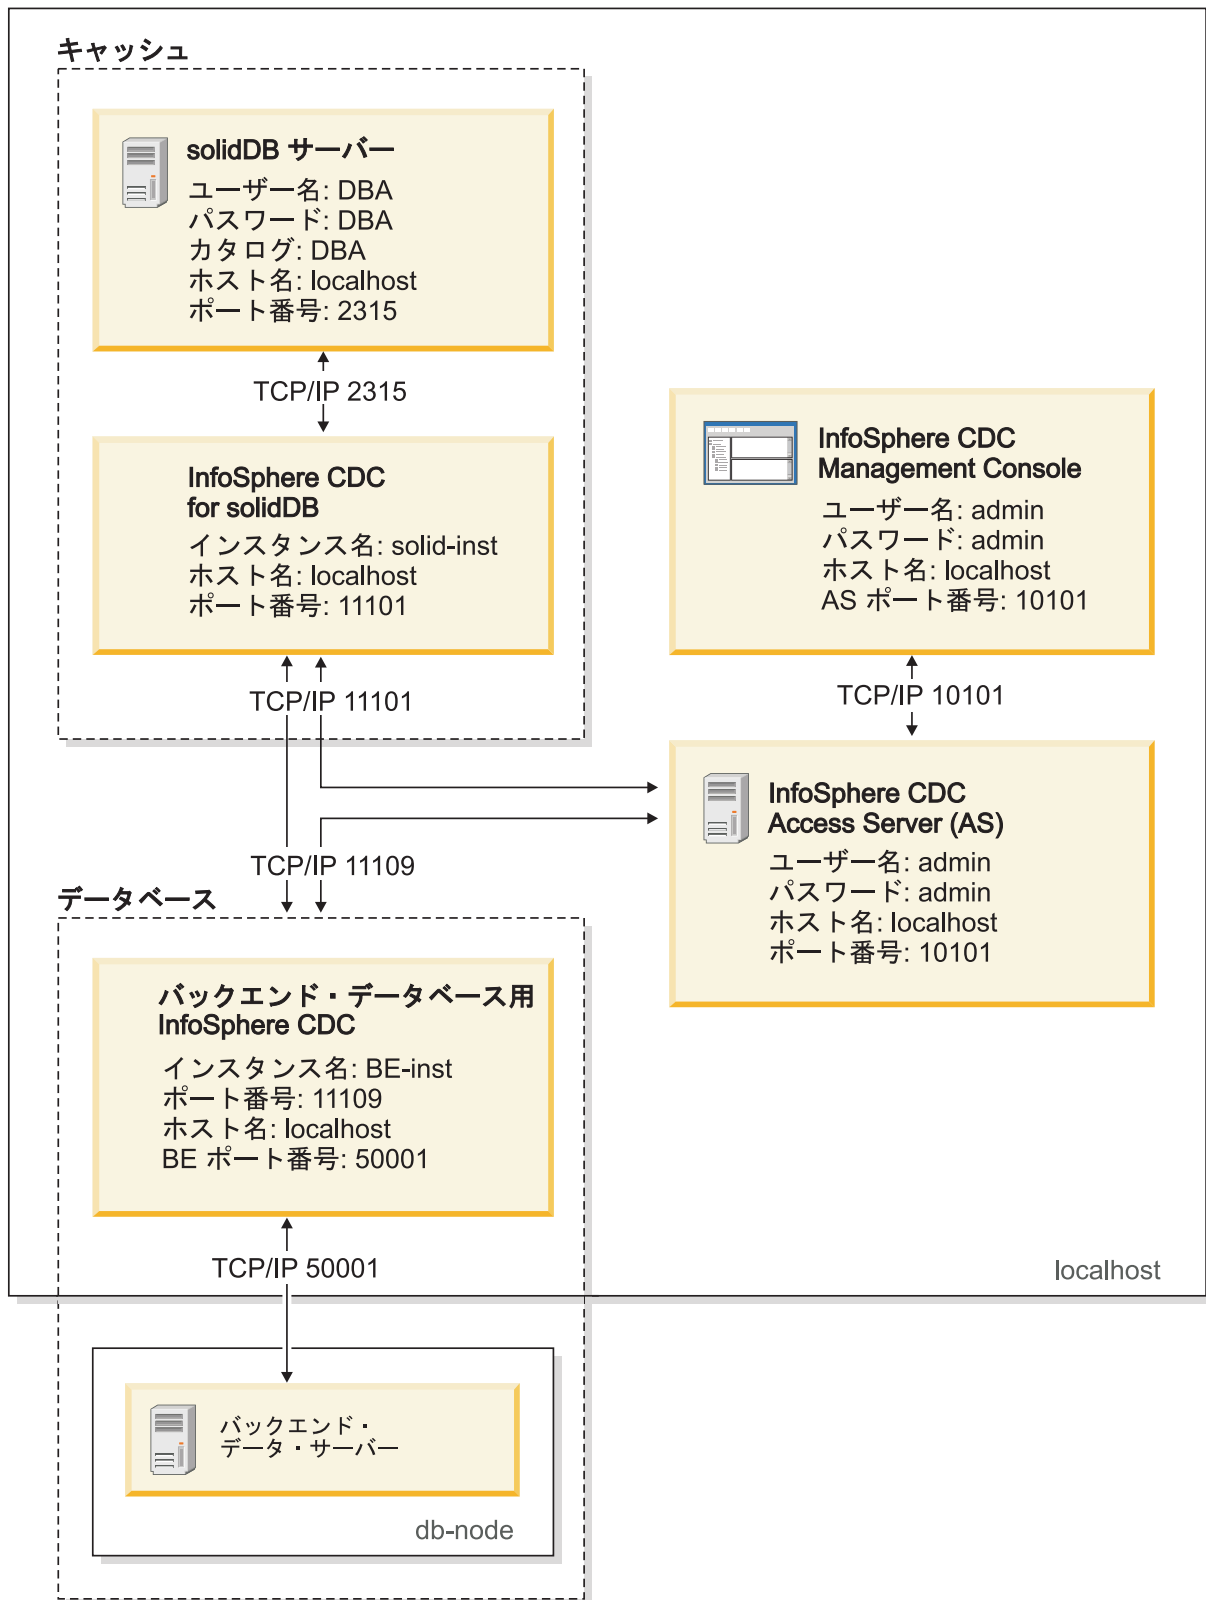 キャッシュ
solidDB サーバー
ユーザー名: DBA
パスワード: DBA
カタログ: DBA
ホスト名: localhost
ポート番号: 2315
TCP/IP 2315
InfoSphere CDC
for solidDB
インスタンス名: solid-inst
ホスト名: localhost
ポート番号: 11101
TCP/IP 11101
InfoSphere CDC
Management Console
ユーザー名: admin
パスワード: admin
ホスト名: localhost
AS ポート番号: 10101
TCP/IP 10101
InfoSphere CDC
Access Server (AS)
ユーザー名: admin
パスワード: admin
ホスト名: localhost
ポート番号: 10101
TCP/IP 11109
データベース
バックエンド・データベース用
InfoSphere CDC
インスタンス名: BE-inst
ポート番号: 11109
ホスト名: localhost
BE ポート番号: 50001
TCP/IP 50001
localhost
バックエンド・
データ・サーバー
db-node